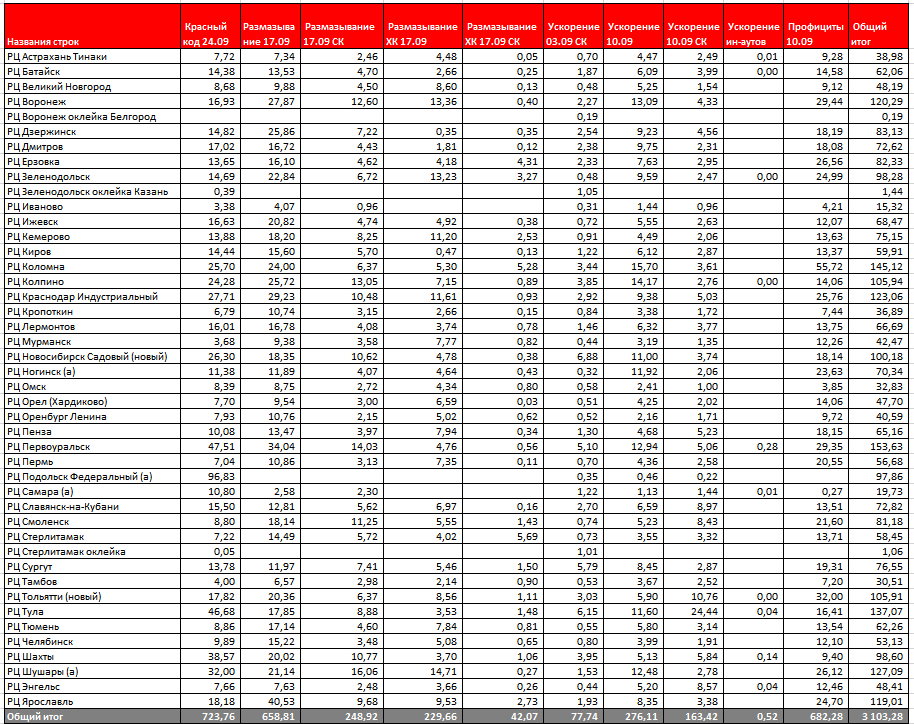 Названия строк Красный код 24.09 Размазывание 17.09 Размазывание 17.09 СК Размазывание ХК 17.09 Размазывание ХК 17.09 СК Ускорение 03.09 СК Ускорение 10.09 Ускорение 10.09 СК Ускорение ин-аутов Профициты 10.09 Общий итог
РЦ Астрахань Тинаки 7,72 7,34 2,46 4,48 0,05 0,70 4,47 2,49 0,01 9,28 38,98
РЦ Батайск 14,38 13,53 4,70 2,66 0,25 1,87 6,09 3,99 0,00 14,58 62,06
РЦ Великий Новгород 8,68 9,88 4,50 8,60 0,13 0,48 5,25 1,54 9,12 48,19
РЦ Воронеж 16,93 27,87 12,60 13,36 0,40 2,27 13,09 4,33 29,44 120,29
РЦ Воронеж оклейка Белгород 0,19 0,19
РЦ Дзержинск 14,82 25,86 7,22 0,35 0,35 2,54 9,23 4,56 18,19 83,13
РЦ Дмитров 17,02 16,72 4,43 1,81 0,12 2,38 9,75 2,31 18,08 72,62
РЦ Ерзовка 13,65 16,10 4,62 4,18 4,31 2,33 7,63 2,95 26,56 82,33
РЦ Зеленодольск 14,69 22,84 6,72 13,23 3,27 0,48 9,59 2,47 0,00 24,99 98,28
РЦ Зеленодольск оклейка Казань 0,39 1,05 1,44
РЦ Иваново 3,38 4,07 0,96 0,31 1,44 0,96 4,21 15,32
РЦ Ижевск 16,63 20,82 4,74 4,92 0,38 0,72 5,55 2,63 12,07 68,47
РЦ Кемерово 13,88 18,20 8,25 11,20 2,53 0,91 4,49 2,06 13,63 75,15
РЦ Киров 14,44 15,60 5,70 0,47 0,13 1,22 6,12 2,87 13,37 59,91
РЦ Коломна 25,70 24,00 6,37 5,30 5,28 3,44 15,70 3,61 55,72 145,12
РЦ Колпино 24,28 25,72 13,05 7,15 0,89 3,85 14,17 2,76 0,00 14,06 105,94
РЦ Краснодар Индустриальный 27,71 29,23 10,48 11,61 0,93 2,92 9,38 5,03 25,76 123,06
РЦ Кропоткин 6,79 10,74 3,15 2,66 0,15 0,84 3,38 1,72 7,44 36,89
РЦ Лермонтов 16,01 16,78 4,08 3,74 0,78 1,46 6,32 3,77 13,75 66,69
РЦ Мурманск 3,68 9,38 3,58 7,77 0,82 0,44 3,19 1,35 12,26 42,47
РЦ Новосибирск Садовый (новый) 26,30 18,35 10,62 4,78 0,38 6,88 11,00 3,74 18,14 100,18
РЦ Ногинск (а) 11,38 11,89 4,07 4,64 0,43 0,32 11,92 2,06 23,63 70,34
РЦ Омск 8,39 8,75 2,72 4,34 0,80 0,58 2,41 1,00 3,85 32,83
РЦ Орел (Хардиково) 7,70 9,54 3,00 6,59 0,03 0,51 4,25 2,02 14,06 47,70
РЦ Оренбург Ленина 7,93 10,76 2,15 5,02 0,62 0,52 2,16 1,71 9,72 40,59
РЦ Пенза 10,08 13,47 3,97 7,94 0,34 1,30 4,68 5,23 18,15 65,16
РЦ Первоуральск 47,51 34,04 14,03 4,76 0,56 5,10 12,94 5,06 0,28 29,35 153,63
РЦ Пермь 7,04 10,86 3,13 7,35 0,11 0,70 4,36 2,58 20,55 56,68
РЦ Подольск Федеральный (а) 96,83 0,35 0,46 0,22 97,86
РЦ Самара (а) 10,80 2,58 2,30 1,22 1,13 1,44 0,01 0,27 19,73
РЦ Славянск-на-Кубани 15,50 12,81 5,62 6,97 0,16 2,70 6,59 8,97 13,51 72,82
РЦ Смоленск 8,80 18,14 11,25 5,55 1,43 0,74 5,23 8,43 21,60 81,18
РЦ Стерлитамак 7,22 14,49 5,72 4,02 5,69 0,73 3,55 3,32 13,71 58,45
РЦ Стерлитамак оклейка 0,05 1,01 1,06
РЦ Сургут 13,78 11,97 7,41 5,46 1,50 5,79 8,45 2,87 19,31 76,55
РЦ Тамбов 4,00 6,57 2,98 2,14 0,90 0,53 3,67 2,52 7,20 30,51
РЦ Тольятти (новый) 17,82 20,36 6,37 8,56 1,11 3,03 5,90 10,76 0,00 32,00 105,91
РЦ Тула 46,68 17,85 8,88 3,53 1,48 6,15 11,60 24,44 0,04 16,41 137,07
РЦ Тюмень 8,86 17,14 4,60 7,84 0,81 0,55 5,80 3,14 13,54 62,26
РЦ Челябинск 9,89 15,22 3,48 5,08 0,65 0,80 3,99 1,91 12,10 53,13
РЦ Шахты 38,57 20,02 10,77 3,70 1,06 3,95 5,13 5,84 0,14 9,40 98,60
РЦ Шушары (а) 32,00 21,14 16,06 14,71 0,27 1,53 12,48 2,78 26,12 127,09
РЦ Энгельс 7,66 7,63 2,48 3,66 0,26 0,44 5,20 8,57 0,04 12,46 48,41
РЦ Ярославль 18,18 40,53 9,68 9,53 2,73 1,93 8,35 3,38 24,70 119,01
Общий итог 723,76 658,81 248,92 229,66 42,07 77,74 276,11 163,42 0,52 682,28 3 103,28